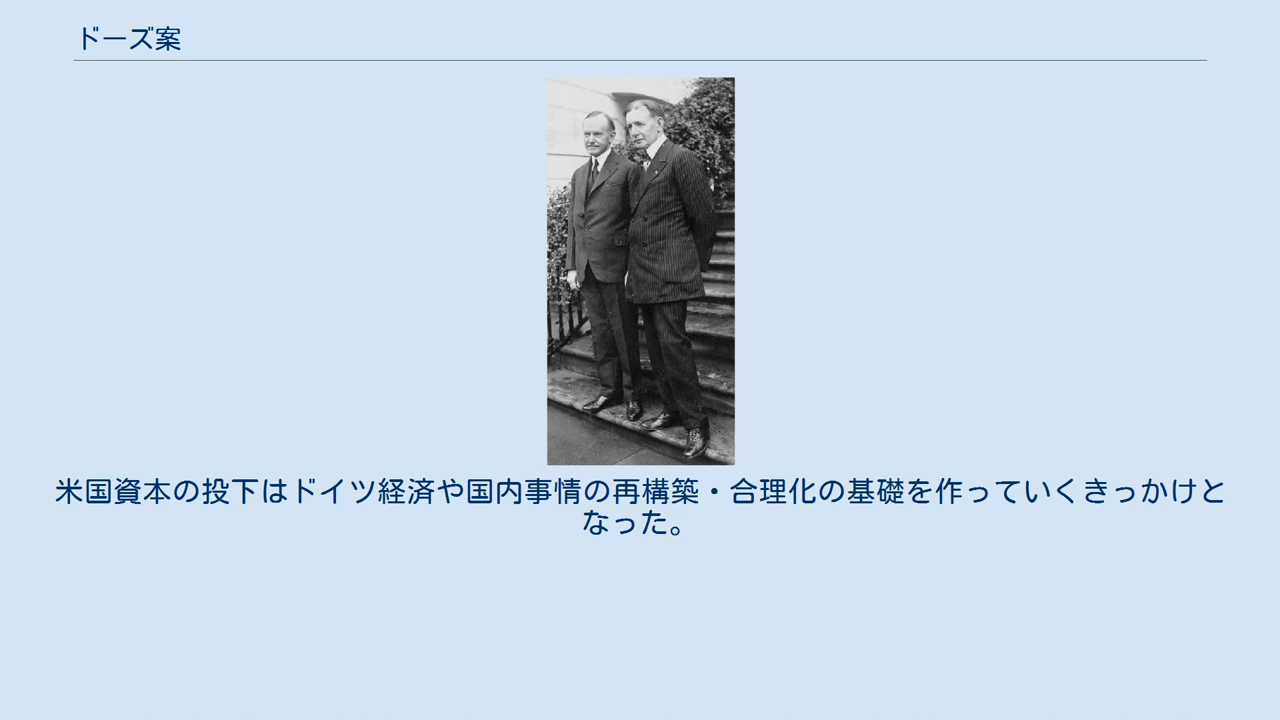 ドーズ案
米国資本の投下はドイツ経済や国内事情の再構築・合理化の基礎を作っていくきっかけと
なった。